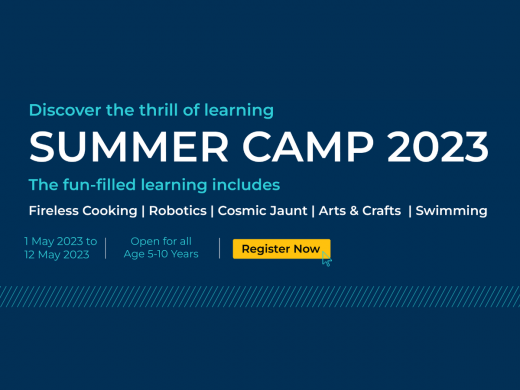 Discover the thrill of learning
SUMMER CAMP 2023
The fun-filled learning includes
Fireless Cooking | Robotics | Cosmic Jaunt | Arts & Crafts | Swimming
1 May 2023 to
12 May 2023
Open for all
Age 5-10 Years
Register Now